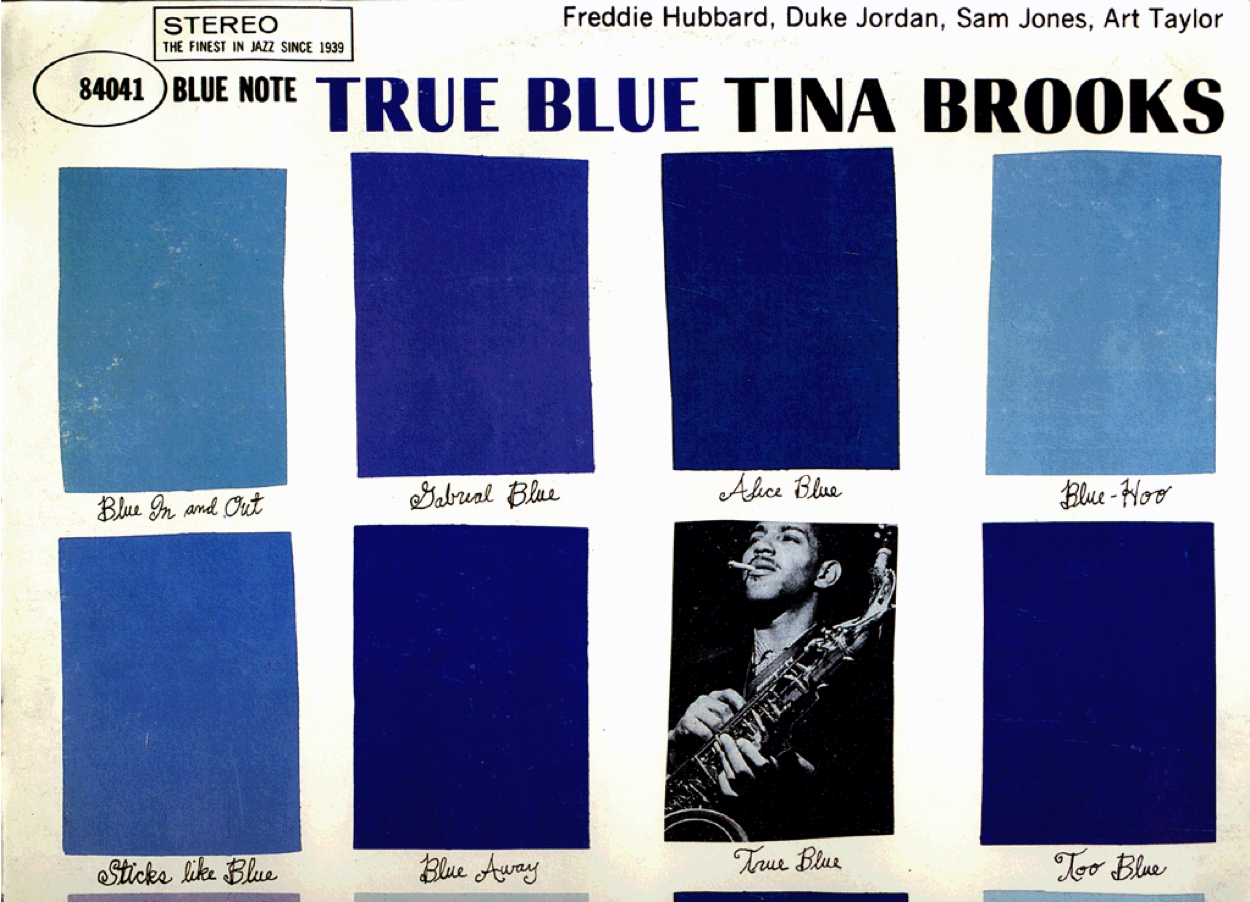 Freddie Hubbard, Duke Jordan, Sam Jones, Art Taylor
STEREO
THE FINEST IN JAZZ SINCE 1939
84041 BLUE NOTE TRUE BLUE TINA BROOKS
Blue In and Out
Gabrial Blue
Alice Blue
Blue-Hoo
Sticks like Blue
Blue Away
True Blue
Too Blue